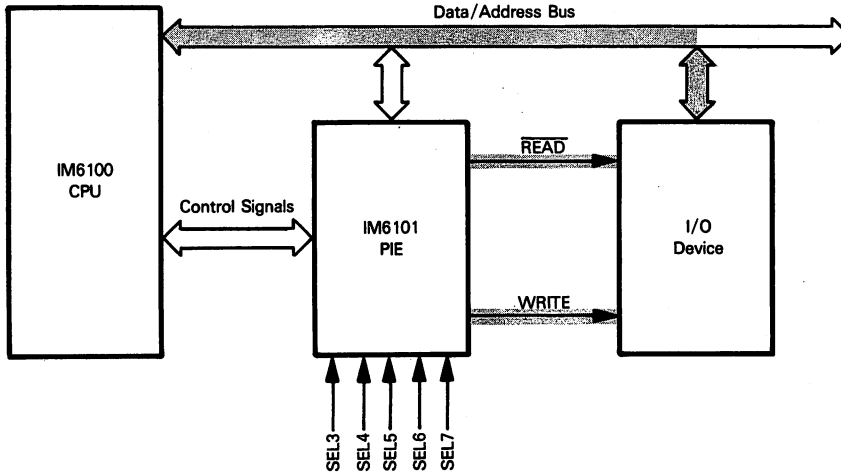 Data/Address Bus
IM6100
CPU
Control Signals
IM6101
PIE
READ
WRITE
I/O
Device
SEL3
SEL4
SEL5
SEL6
SEL7